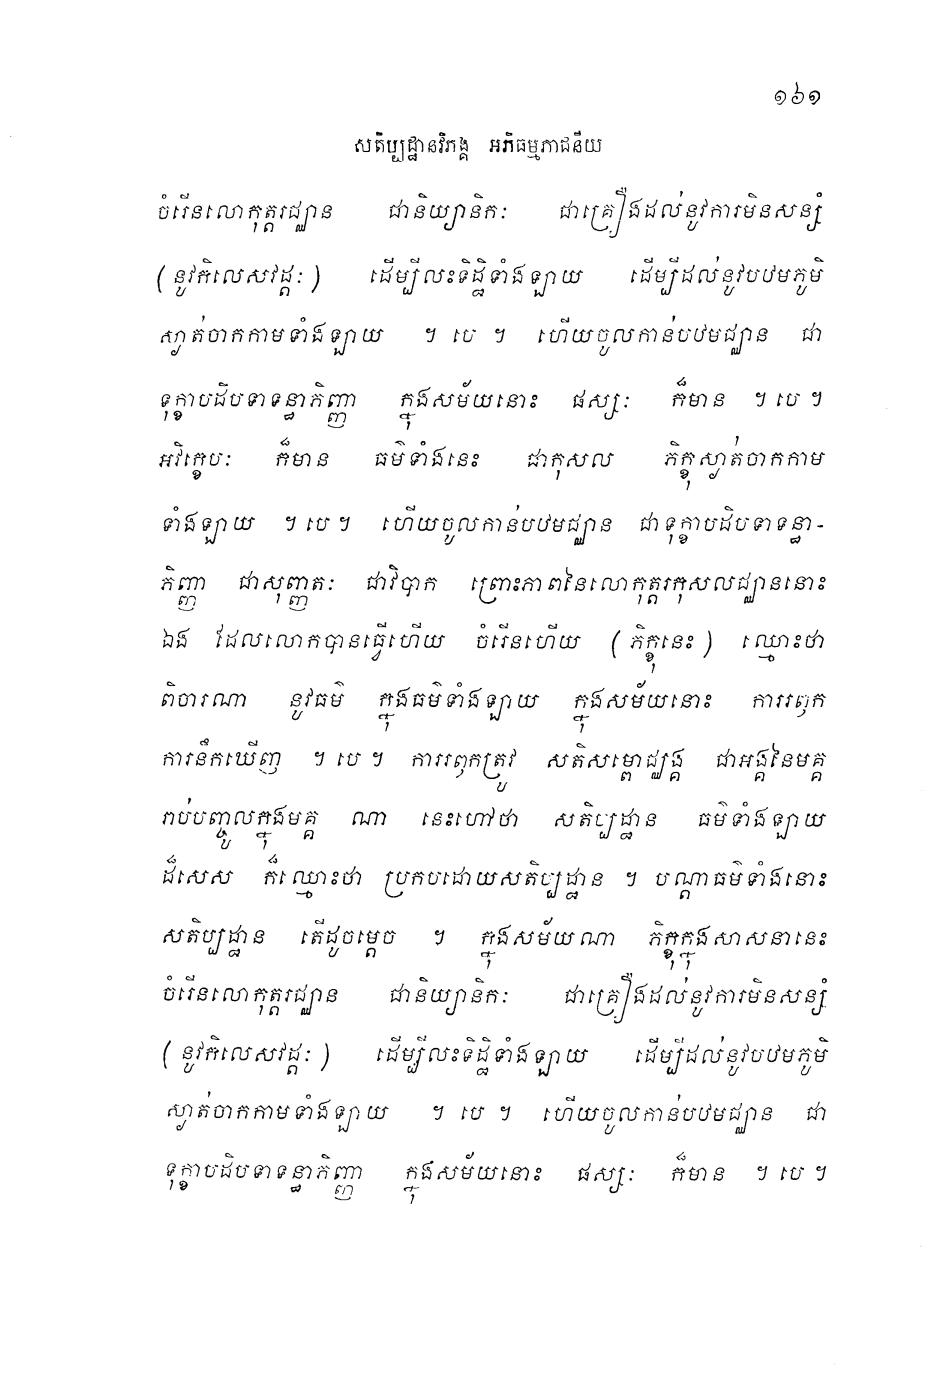 ១៦១
សតិប្បដ្ឋានវិភង្គ អភិធម្មភាជនីយ
ចំរើនលោកុត្តរជ្ឈាន ជានិយ្យានិកៈ ជាគ្រឿងដល់នូវការមិនសន្សំ
(នូវកិលេសវដ្តៈ) ដើម្បីលះទិដ្ឋិទាំងឡាយ ដើម្បីដល់នូវបឋមភូមិ
ស្ងាត់ចាកកាមទាំងឡាយ ។ បេ ។ ហើយចូលកាន់បឋមជ្ឈាន ជា
ទុក្ខាបដិបទាទន្ធាភិញ្ញា ក្នុងសម័យនោះ ផស្សៈ ក៏មាន ។ បេ ។
អវិក្ខេបៈ ក៏មាន ធម៌ទាំងនេះ ជាកុសល ភិក្ខុស្ងាត់ចាកកាម
ទាំងឡាយ ។ បេ ។ ហើយចូលកាន់បឋមជ្ឈាន ជាទុក្ខាបដិបទាទន្ធា-
ភិញ្ញា ជាសុញ្ញតៈ ជាវិបាក ព្រោះភាពនៃលោកុត្តរកុសលជ្ឈាននោះ
ឯង ដែលលោកបានធ្វើហើយ ចំរើនហើយ (ភិក្ខុនេះ) ឈ្មោះថា
ពិចារណា នូវធម៌ ក្នុងធម៌ទាំងឡាយ ក្នុងសម័យនោះ ការរឭក
ការនឹកឃើញ ។ បេ ។ ការរឭកត្រូវ សតិសម្ពោជ្ឈង្គ ជាអង្គនៃមគ្គ
រាប់បញ្ចូលក្នុងមគ្គ ណា នេះហៅថា សតិប្បដ្ឋាន ធម៌ទាំងឡាយ
ដ៏សេស ក៏ឈ្មោះថា ប្រកបដោយសតិប្បដ្ឋាន ។ បណ្តាធម៌ទាំងនោះ
សតិប្បដ្ឋាន តើដូចម្តេច ។ ក្នុងសម័យណា ភិក្ខុក្នុងសាសនានេះ
ចំរើនលោកុត្តរជ្ឈាន ជានិយ្យានិកៈ ជាគ្រឿងដល់នូវការមិនសន្សំ
(នូវកិលេសវដ្តៈ) ដើម្បីលះទិដ្ឋិទាំងឡាយ ដើម្បីដល់នូវបឋមភូមិ
ស្ងាត់ចាកកាមទាំងឡាយ ។ បេ ។ ហើយចូលកាន់បឋមជ្ឈាន ជា
ទុក្ខាបដិបទាទន្ធាភិញ្ញា ក្នុងសម័យនោះ ផស្សៈ ក៏មាន ។ បេ ។